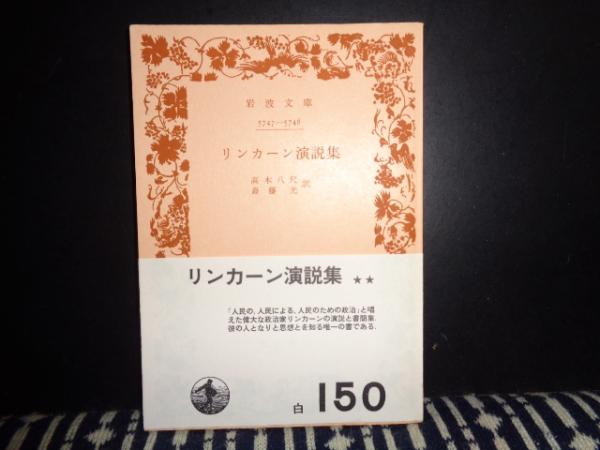 岩波文庫
5747―5748
リンカーン演説集
高木八尺
斎藤光
訳
リンカーン演説集 ★★
「人民の、人民による、人民のための政治」と唱
えた偉大な政治家リンカーンの演説と書簡集.
彼の人となりと思想とを知る唯一の書である.
白 150